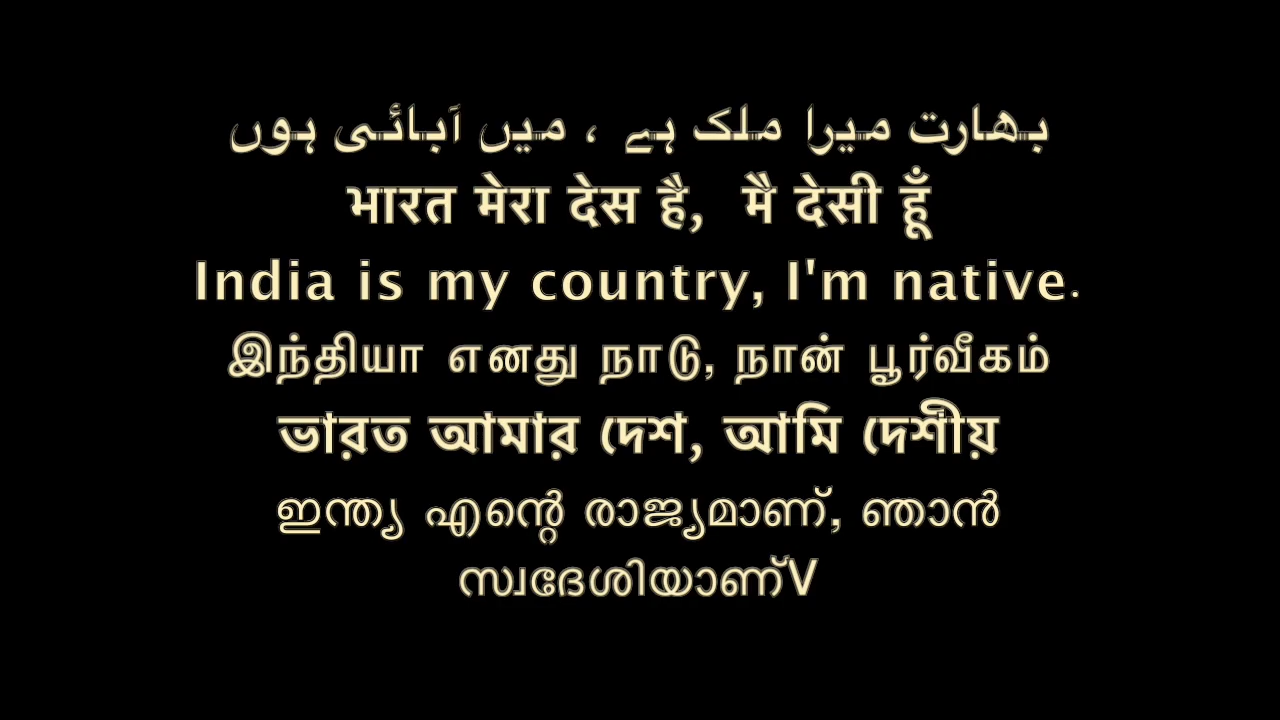 بھارت میرا ملک ہے ، میں آبائی ہوں
भारत मेरा देस है, मै देसी हूँ
India is my country, I'm native.
இந்தியா எனது நாடு, நான் பூர்வீகம்
ভারত আমার দেশ, আমি দেশীয়
ഇന്ത്യ എന്റെ രാജ്യമാണ്, ഞാൻ
സ്വദേശിയാണ്V